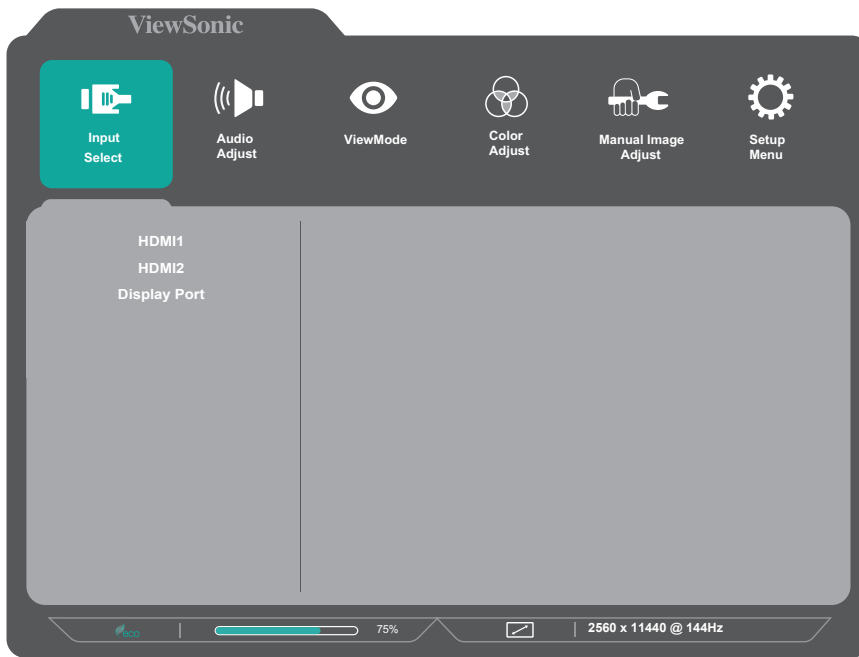 ViewSonic
Input
Select
Audio
Adjust
ViewMode
Color
Adjust
Manual Image
Adjust
Setup
Menu
HDMI1
HDMI2
Display Port
eco
75%
2560 x 11440 @ 144Hz